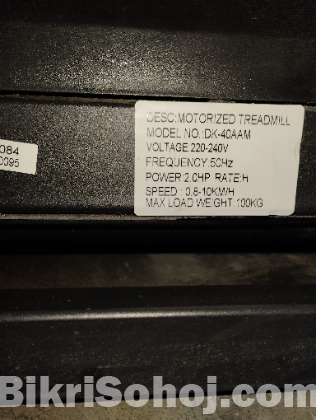 DESC:MOTORIZED TREADMILL
MODEL NO.:DK-40AAM
VOLTAGE:220-240V
FREQUENCY:50Hz
POWER:2.0HP RATE:H
SPEED :0.8-10KM/H
MAX LOAD WEIGHT:100KG
084
0095
BikriSohoj.com